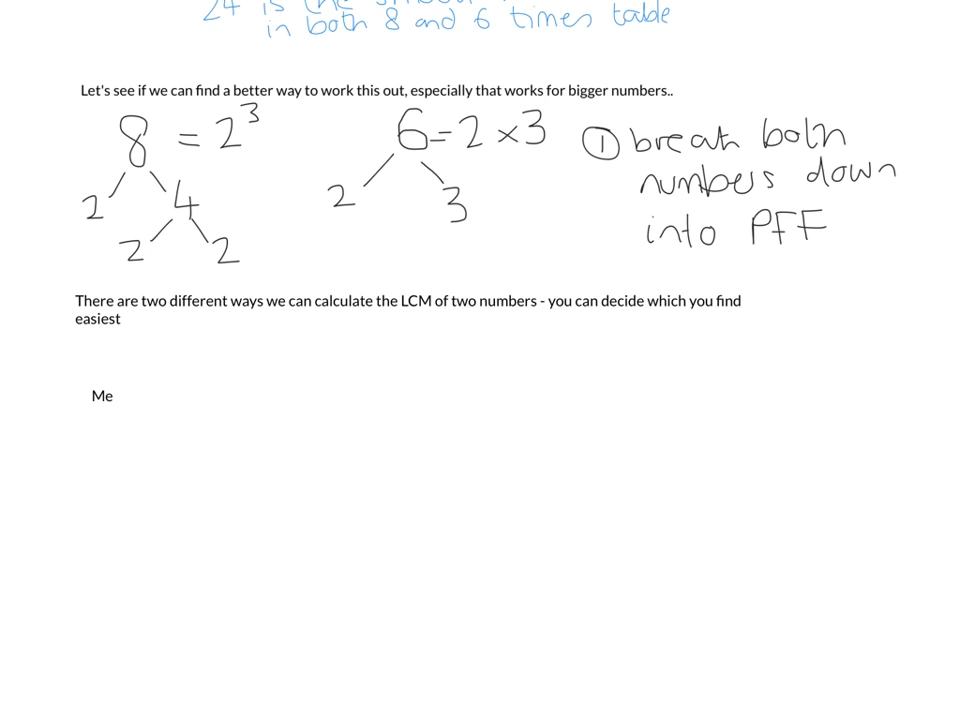 24 is the
in both 8 and 6 times table
Let's see if we can find a better way to work this out, especially that works for bigger numbers..
8 = 2³
2 4
2 2
6=2×3
2 3
① break both
numbers down
into PFF
There are two different ways we can calculate the LCM of two numbers - you can decide which you find
easiest
Me